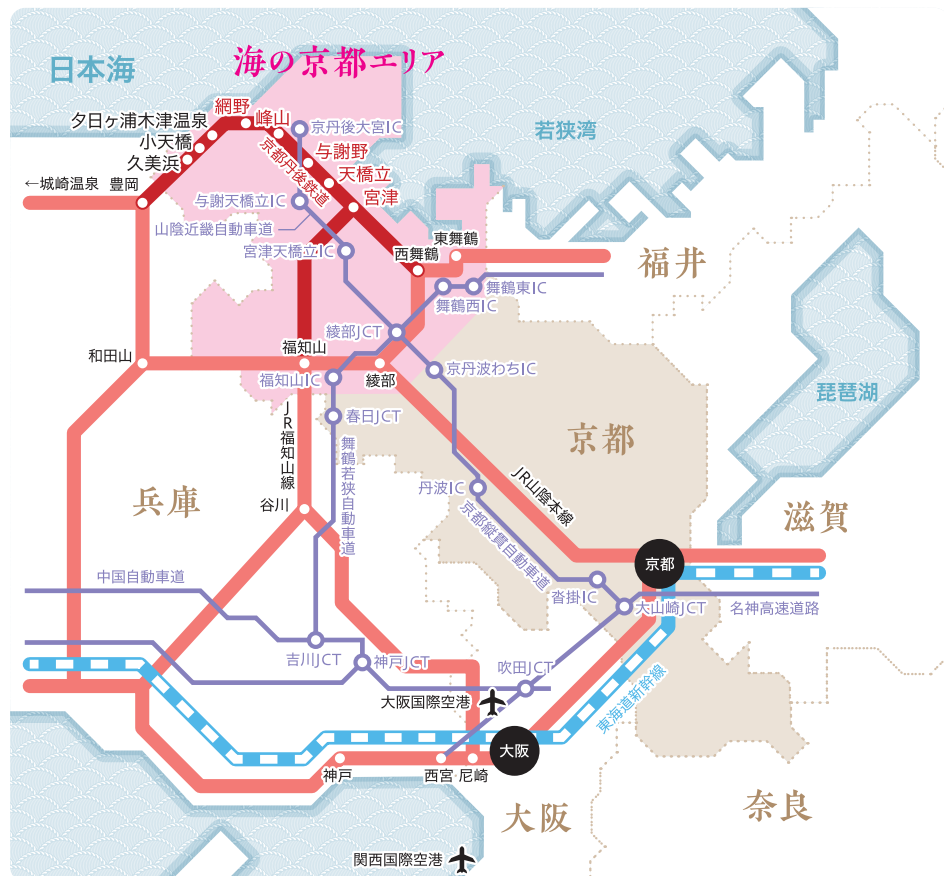 日本海
海の京都エリア
若狭湾
網野
峰山
夕日ヶ浦木津温泉
小天橋
久美浜
京丹後大宮IC
与謝野
天橋立
宮津
京都丹後鉄道
←城崎温泉 豊岡
与謝天橋立IC
山陰近畿自動車道
宮津天橋立IC
西舞鶴
東舞鶴
福井
舞鶴東IC
舞鶴西IC
綾部JCT
和田山
福知山
福知山IC
綾部
京丹波わちIC
春日JCT
琵琶湖
JR福知山線
舞鶴若狭自動車道
京都
兵庫
谷川
丹波IC
JR山陰本線
京都縦貫自動車道
滋賀
京都
中国自動車道
沓掛IC
大山崎JCT
名神高速道路
吉川JCT
神戸JCT
吹田JCT
大阪国際空港
東海道新幹線
大阪
神戸
西宮
尼崎
大阪
奈良
関西国際空港